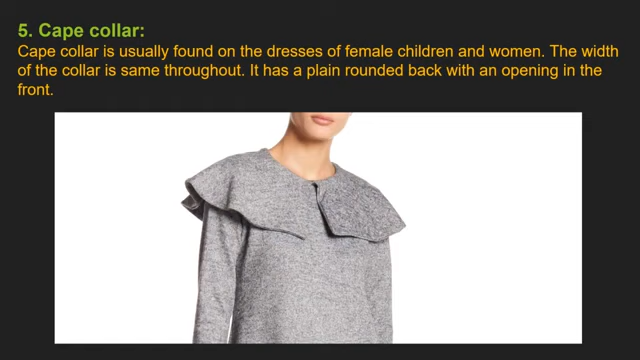 5. Cape collar:
Cape collar is usually found on the dresses of female children and women. The width
of the collar is same throughout. It has a plain rounded back with an opening in the
front.